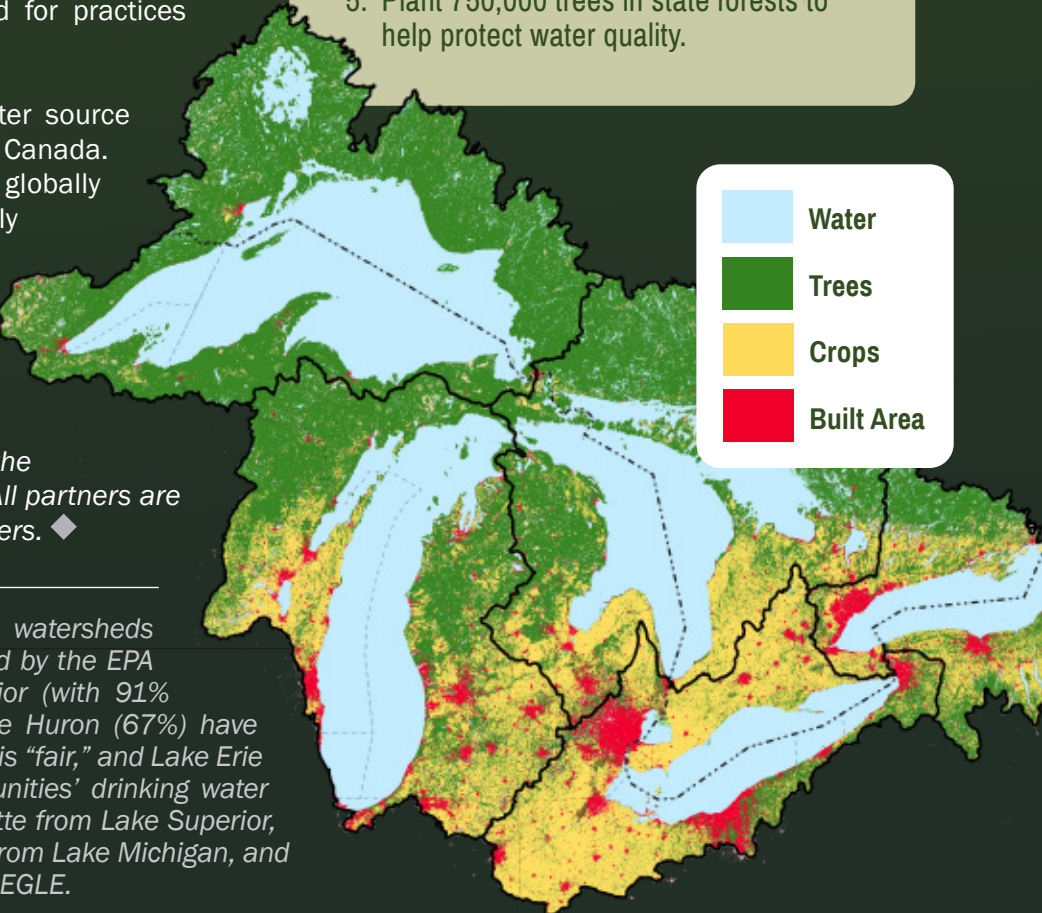 d for practices
ter source
Canada.
globally
ly
he
All partners are
ers.
watersheds
d by the EPA
ior (with 91%
e Huron (67%) have
is “fair,” and Lake Erie
unities’ drinking water
tte from Lake Superior,
rom Lake Michigan, and
EGLE.
5. Plant 750,000 trees in state forests to
help protect water quality.
Water
Trees
Crops
Built Area